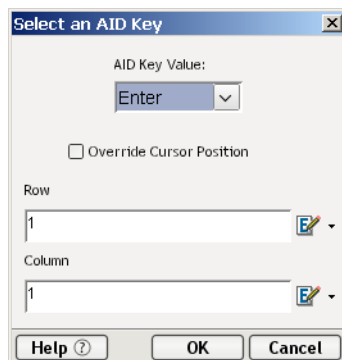 Select an AID Key
AID Key Value:
Enter
Override Cursor Position
Row
1
Column
1
Help ? OK Cancel